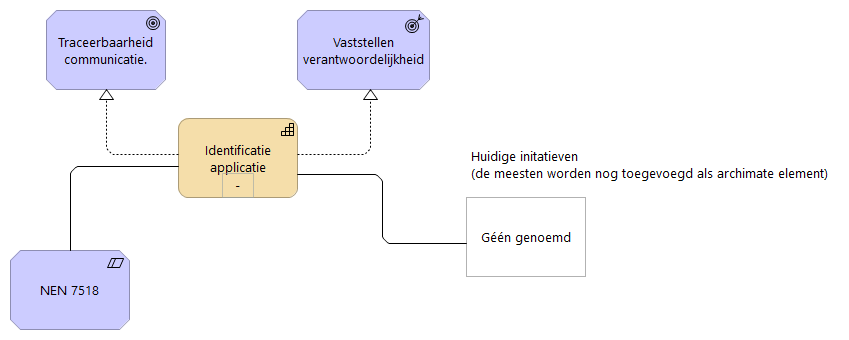 Traceerbaarheid
communicatie.
Vaststellen
verantwoordelijkheid
Identificatie
applicatie
-
Huidige initatieven
(de meesten worden nog toegevoegd als archimate element)
Géén genoemd
NEN 7518